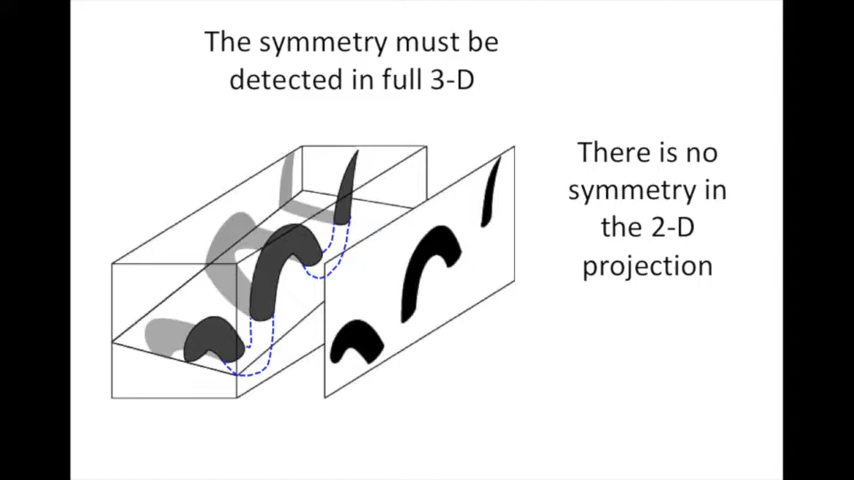 The symmetry must be
detected in full 3-D
There is no
symmetry in
the 2-D
projection